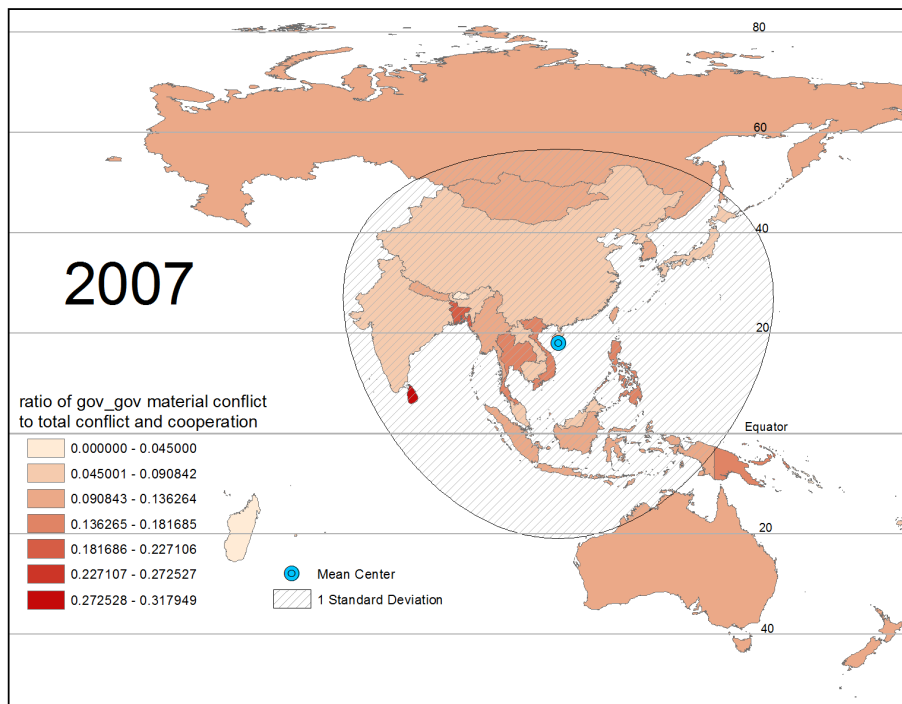 80
60
40
2007
20
ratio of gov_gov material conflict
to total conflict and cooperation
Equator
0.000000 - 0.045000
0.045001 - 0.090842
0.090843 - 0.136264
0.136265 - 0.181685
0.181686 - 0.227106
0.227107 - 0.272527
0.272528 - 0.317949
20
Mean Center
1 Standard Deviation
40